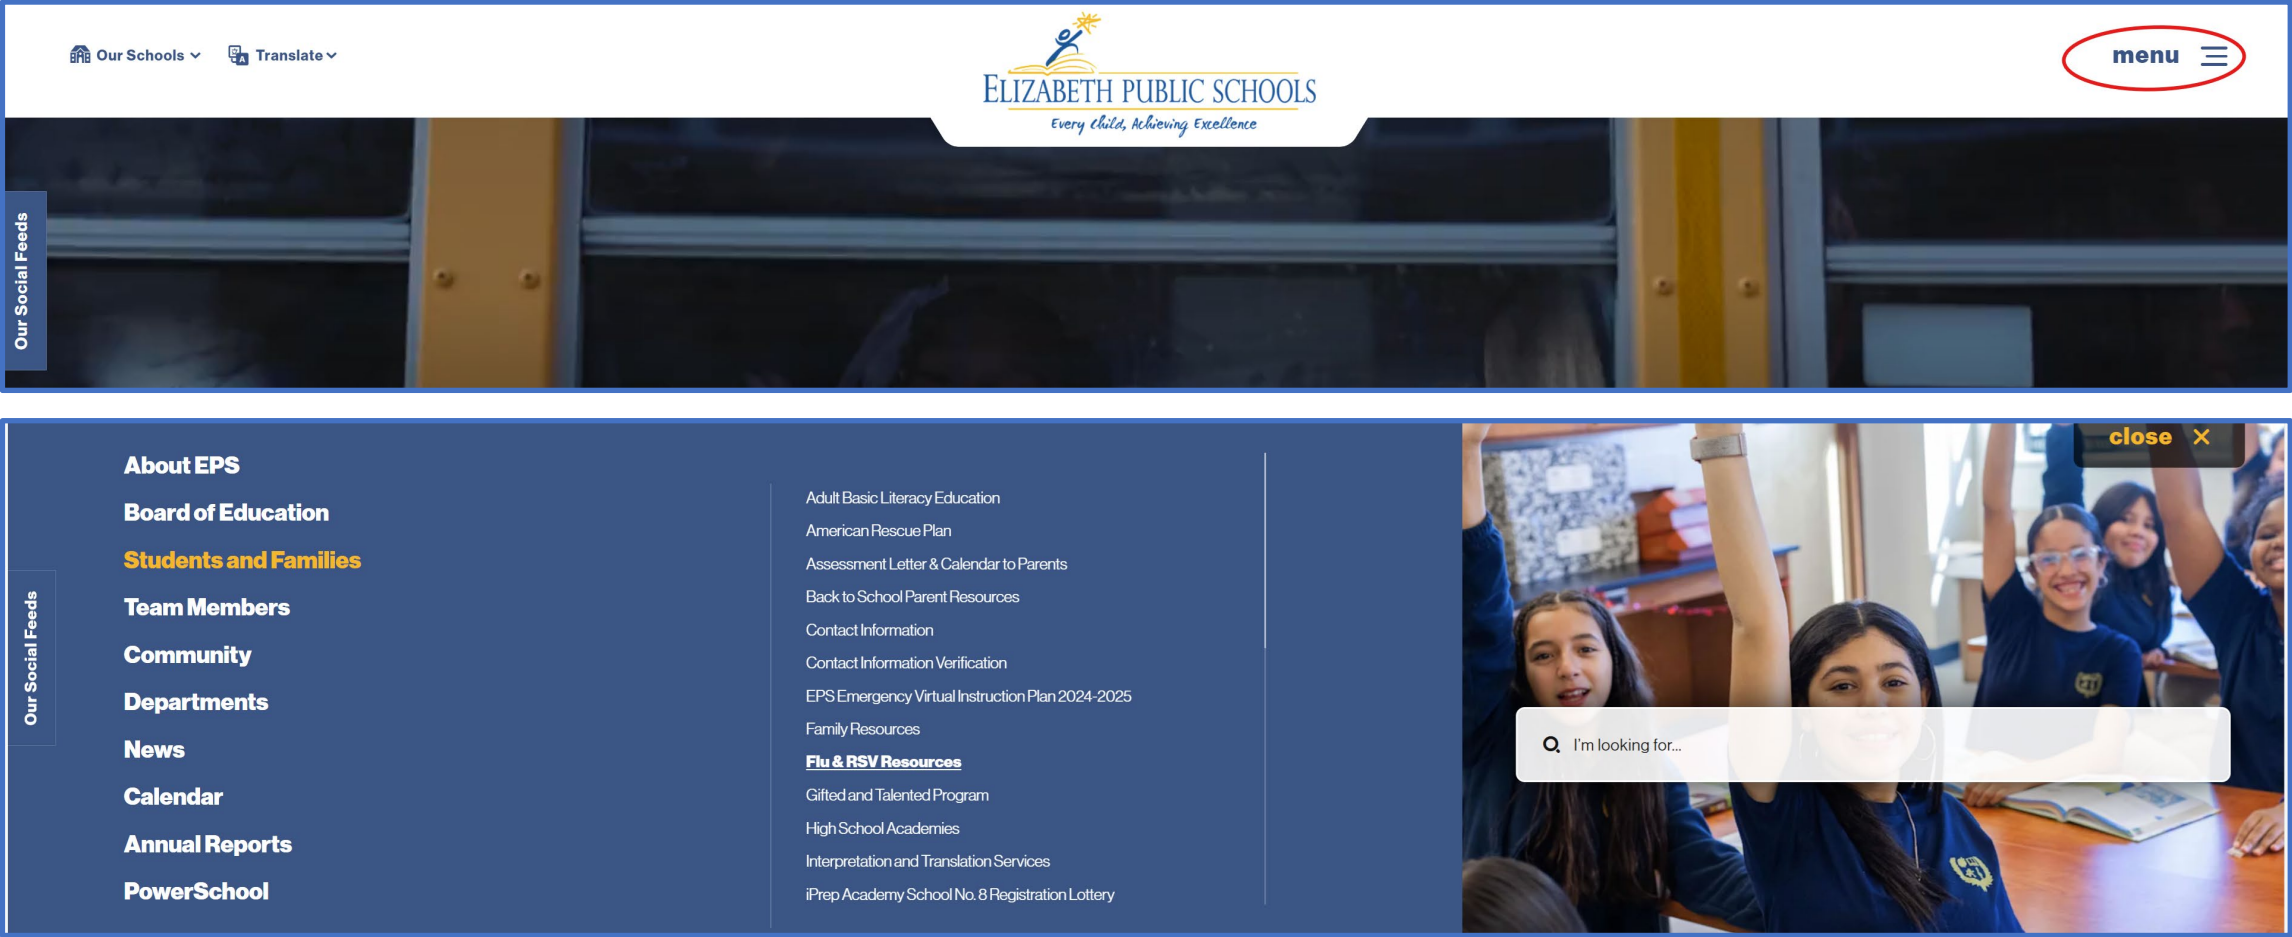 Our Schools
Translate
ELIZABETH PUBLIC SCHOOLS
Every Child, Achieving Excellence
menu
Our Social Feeds
close
About EPS
Board of Education
Students and Families
Team Members
Community
Departments
News
Calendar
Annual Reports
PowerSchool
Our Social Feeds
Adult Basic Literacy Education
American Rescue Plan
Assessment Letter & Calendar to Parents
Back to School Parent Resources
Contact Information
Contact Information Verification
EPS Emergency Virtual Instruction Plan 2024-2025
Family Resources
Flu & RSV Resources
Gifted and Talented Program
High School Academies
Interpretation and Translation Services
iPrep Academy School No. 8 Registration Lottery
I'm looking for...